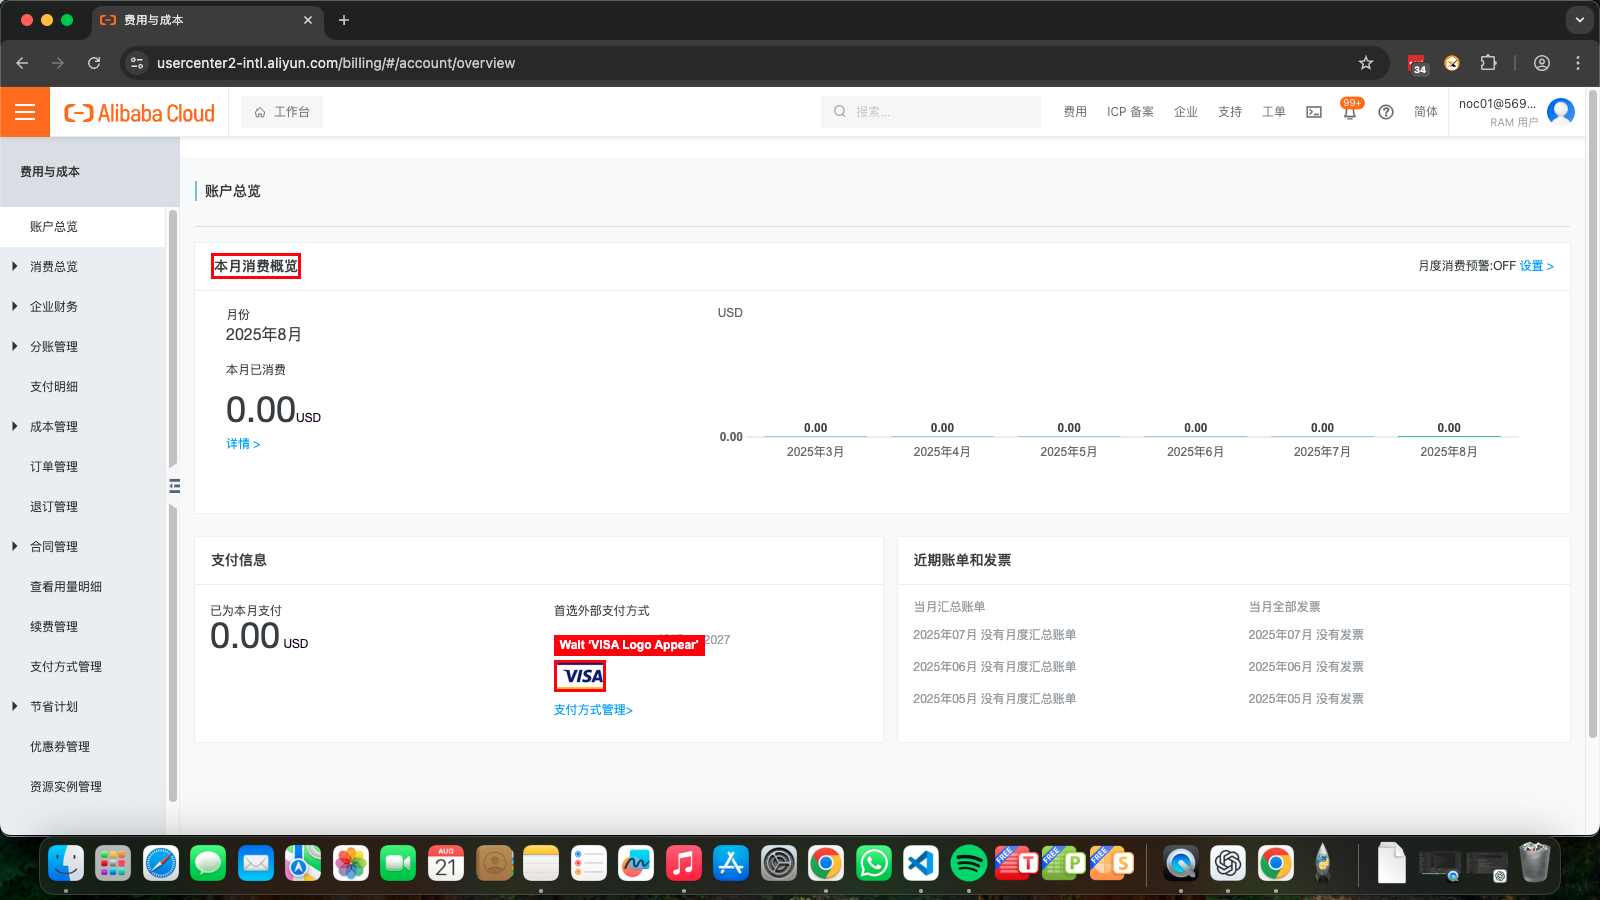 费用与成本
usercenter2-intl.aliyun.com/billing/#/account/overview
34
Alibaba Cloud
工作台
搜索...
费用
ICP 备案
企业
支持
工单
99+
简体
noc01@569...
RAM 用户
费用与成本
账户总览
消费总览
企业财务
分账管理
支付明细
成本管理
订单管理
退订管理
合同管理
查看用量明细
续费管理
支付方式管理
节省计划
优惠券管理
资源实例管理
账户总览
本月消费概览
月度消费预警:OFF 设置 >
月份
2025年8月
本月已消费
0.00USD
详情 >
USD
0.00
0.00 0.00 0.00 0.00 0.00 0.00
2025年3月 2025年4月 2025年5月 2025年6月 2025年7月 2025年8月
支付信息
已为本月支付
0.00 USD
首选外部支付方式
2027
Wait 'VISA Logo Appear'
VISA
支付方式管理>
近期账单和发票
当月汇总账单
2025年07月 没有月度汇总账单
2025年06月 没有月度汇总账单
2025年05月 没有月度汇总账单
当月全部发票
2025年07月 没有发票
2025年06月 没有发票
2025年05月 没有发票
AUG
21
FREE T
FREE P
FREE S